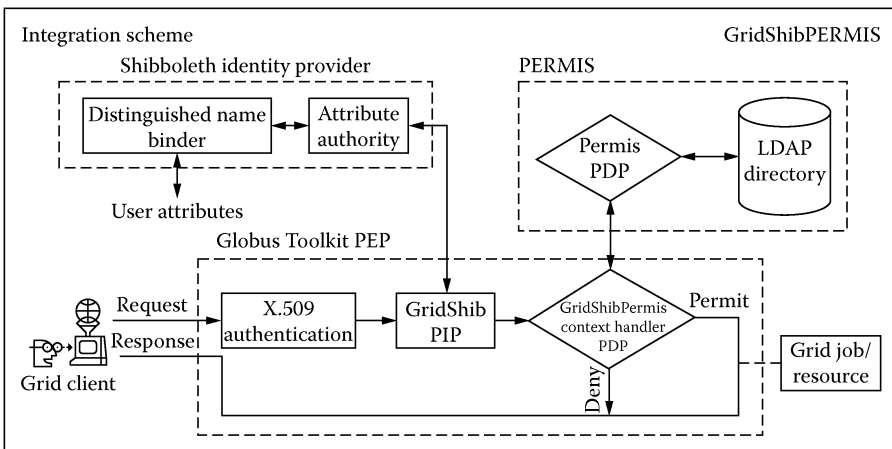 Integration scheme
GridShibPERMIS
Shibboleth identity provider
Distinguished name
binder
Attribute
authority
User attributes
PERMIS
Permis
PDP
LDAP
directory
Globus Toolkit PEP
Request
Response
Grid client
X.509
authentication
GridShib
PIP
GridShibPermis
context handler
PDP
Permit
Deny
Grid job/
resource